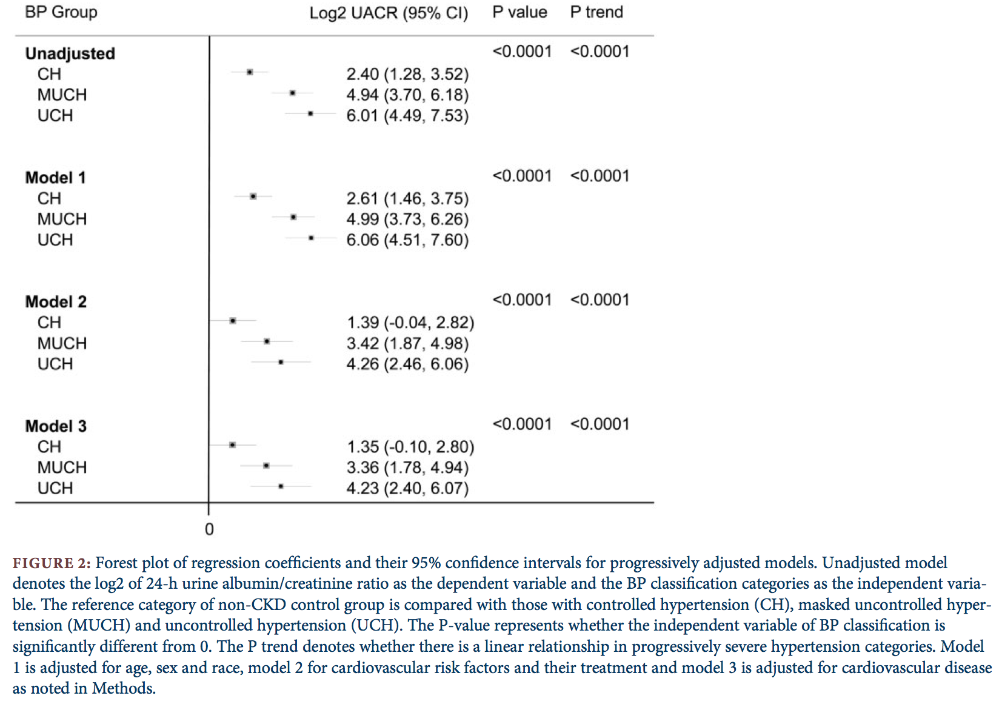 BP Group Log2 UACR (95% CI) P value P trend
Unadjusted <0.0001 <0.0001
CH 2.40 (1.28, 3.52)
MUCH 4.94 (3.70, 6.18)
UCH 6.01 (4.49, 7.53)
Model 1 <0.0001 <0.0001
CH 2.61 (1.46, 3.75)
MUCH 4.99 (3.73, 6.26)
UCH 6.06 (4.51, 7.60)
Model 2 <0.0001 <0.0001
CH 1.39 (-0.04, 2.82)
MUCH 3.42 (1.87, 4.98)
UCH 4.26 (2.46, 6.06)
Model 3 <0.0001 <0.0001
CH 1.35 (-0.10, 2.80)
MUCH 3.36 (1.78, 4.94)
UCH 4.23 (2.40, 6.07)
0
FIGURE 2: Forest plot of regression coefficients and their 95% confidence intervals for progressively adjusted models. Unadjusted model
denotes the log2 of 24-h urine albumin/creatinine ratio as the dependent variable and the BP classification categories as the independent varia-
ble. The reference category of non-CKD control group is compared with those with controlled hypertension (CH), masked uncontrolled hyper-
tension (MUCH) and uncontrolled hypertension (UCH). The P-value represents whether the independent variable of BP classification is
significantly different from 0. The P trend denotes whether there is a linear relationship in progressively severe hypertension categories. Model
1 is adjusted for age, sex and race, model 2 for cardiovascular risk factors and their treatment and model 3 is adjusted for cardiovascular disease
as noted in Methods.